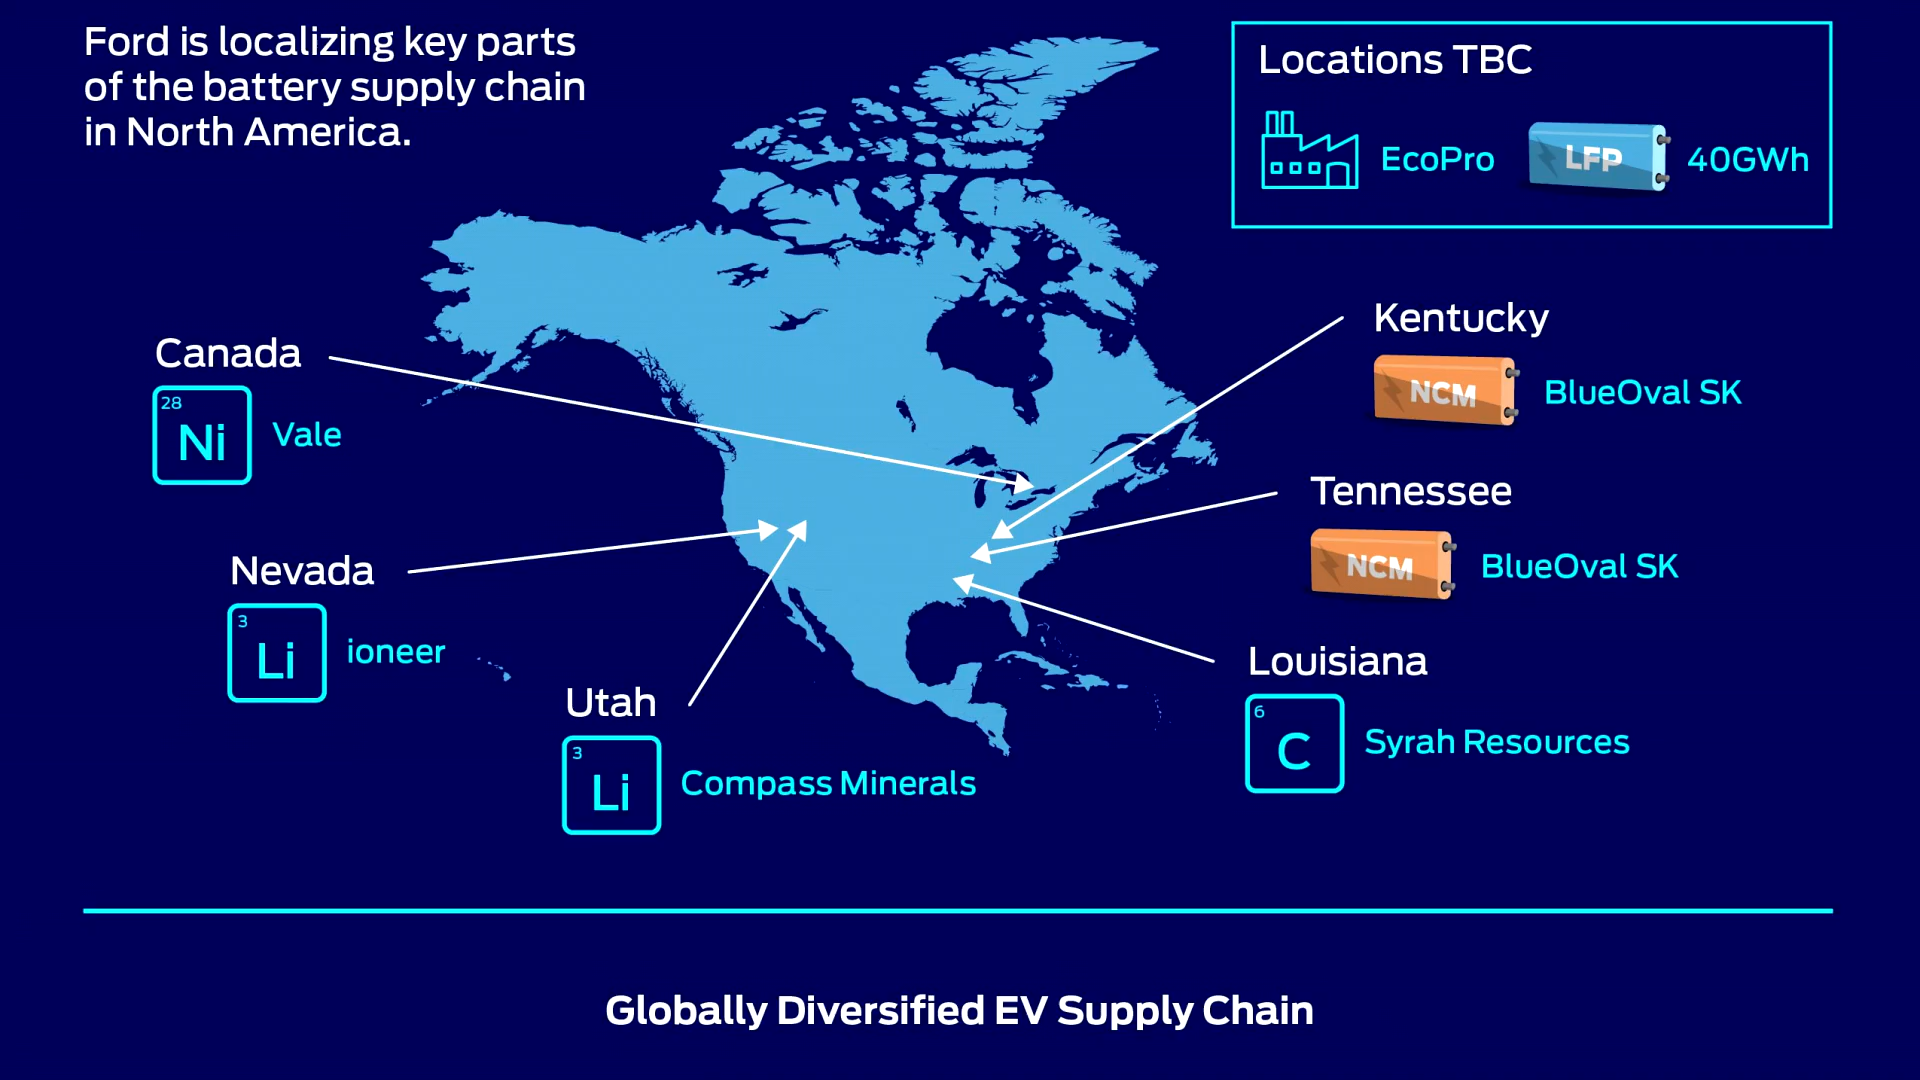 Ford is localizing key parts
of the battery supply chain
in North America.
Locations TBC
EcoPro
LFP
40GWh
Canada
28
Ni
Vale
Kentucky
NCM
BlueOval SK
Tennessee
NCM
BlueOval SK
Nevada
3
Li
ioneer
Utah
3
Li
Compass Minerals
Louisiana
6
C
Syrah Resources
Globally Diversified EV Supply Chain